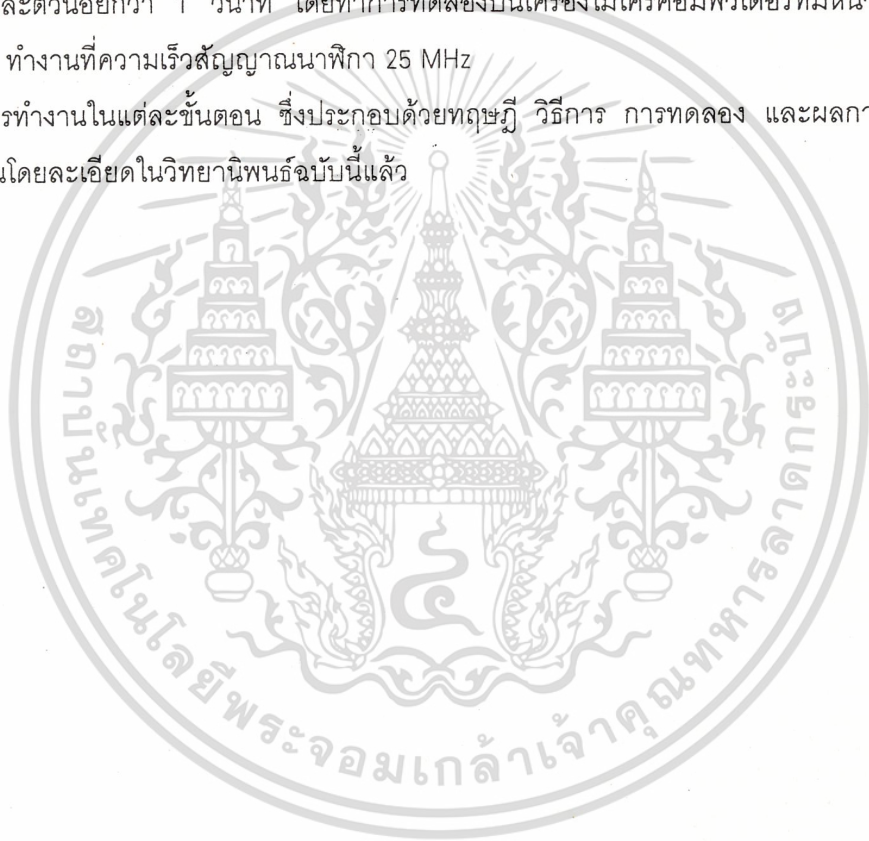 ละตัวน้อยกว่า 1 วินาที โดยทำการทดลองบนเครื่องไมโครคอมพิวเตอร์ที่มีหน
ทำงานที่ความเร็วสัญญาณนาฬิกา 25 MHz
รทำงานในแต่ละขั้นตอน ซึ่งประกอบด้วยทฤษฎี วิธีการ การทดลอง และผลกา
นโดยละเอียดในวิทยานิพนธ์ฉบับนี้แล้ว
สถาบันเทคโนโลยีพระจอมเกล้าเจ้าคุณทหารลาดกระบัง
๔